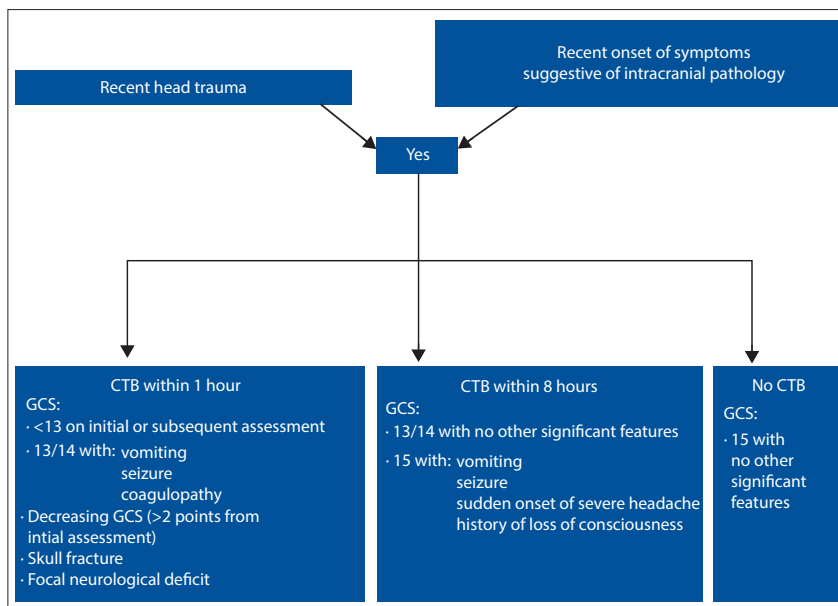 Recent head trauma
Recent onset of symptoms
suggestive of intracranial pathology
Yes
CTB within 1 hour
GCS:
· <13 on initial or subsequent assessment
· 13/14 with: vomiting
seizure
coagulopathy
· Decreasing GCS (>2 points from
intial assessment)
· Skull fracture
· Focal neurological deficit
CTB within 8 hours
GCS:
· 13/14 with no other significant features
· 15 with: vomiting
seizure
sudden onset of severe headache
history of loss of consciousness
No CTB
GCS:
· 15 with
no other
significant
features